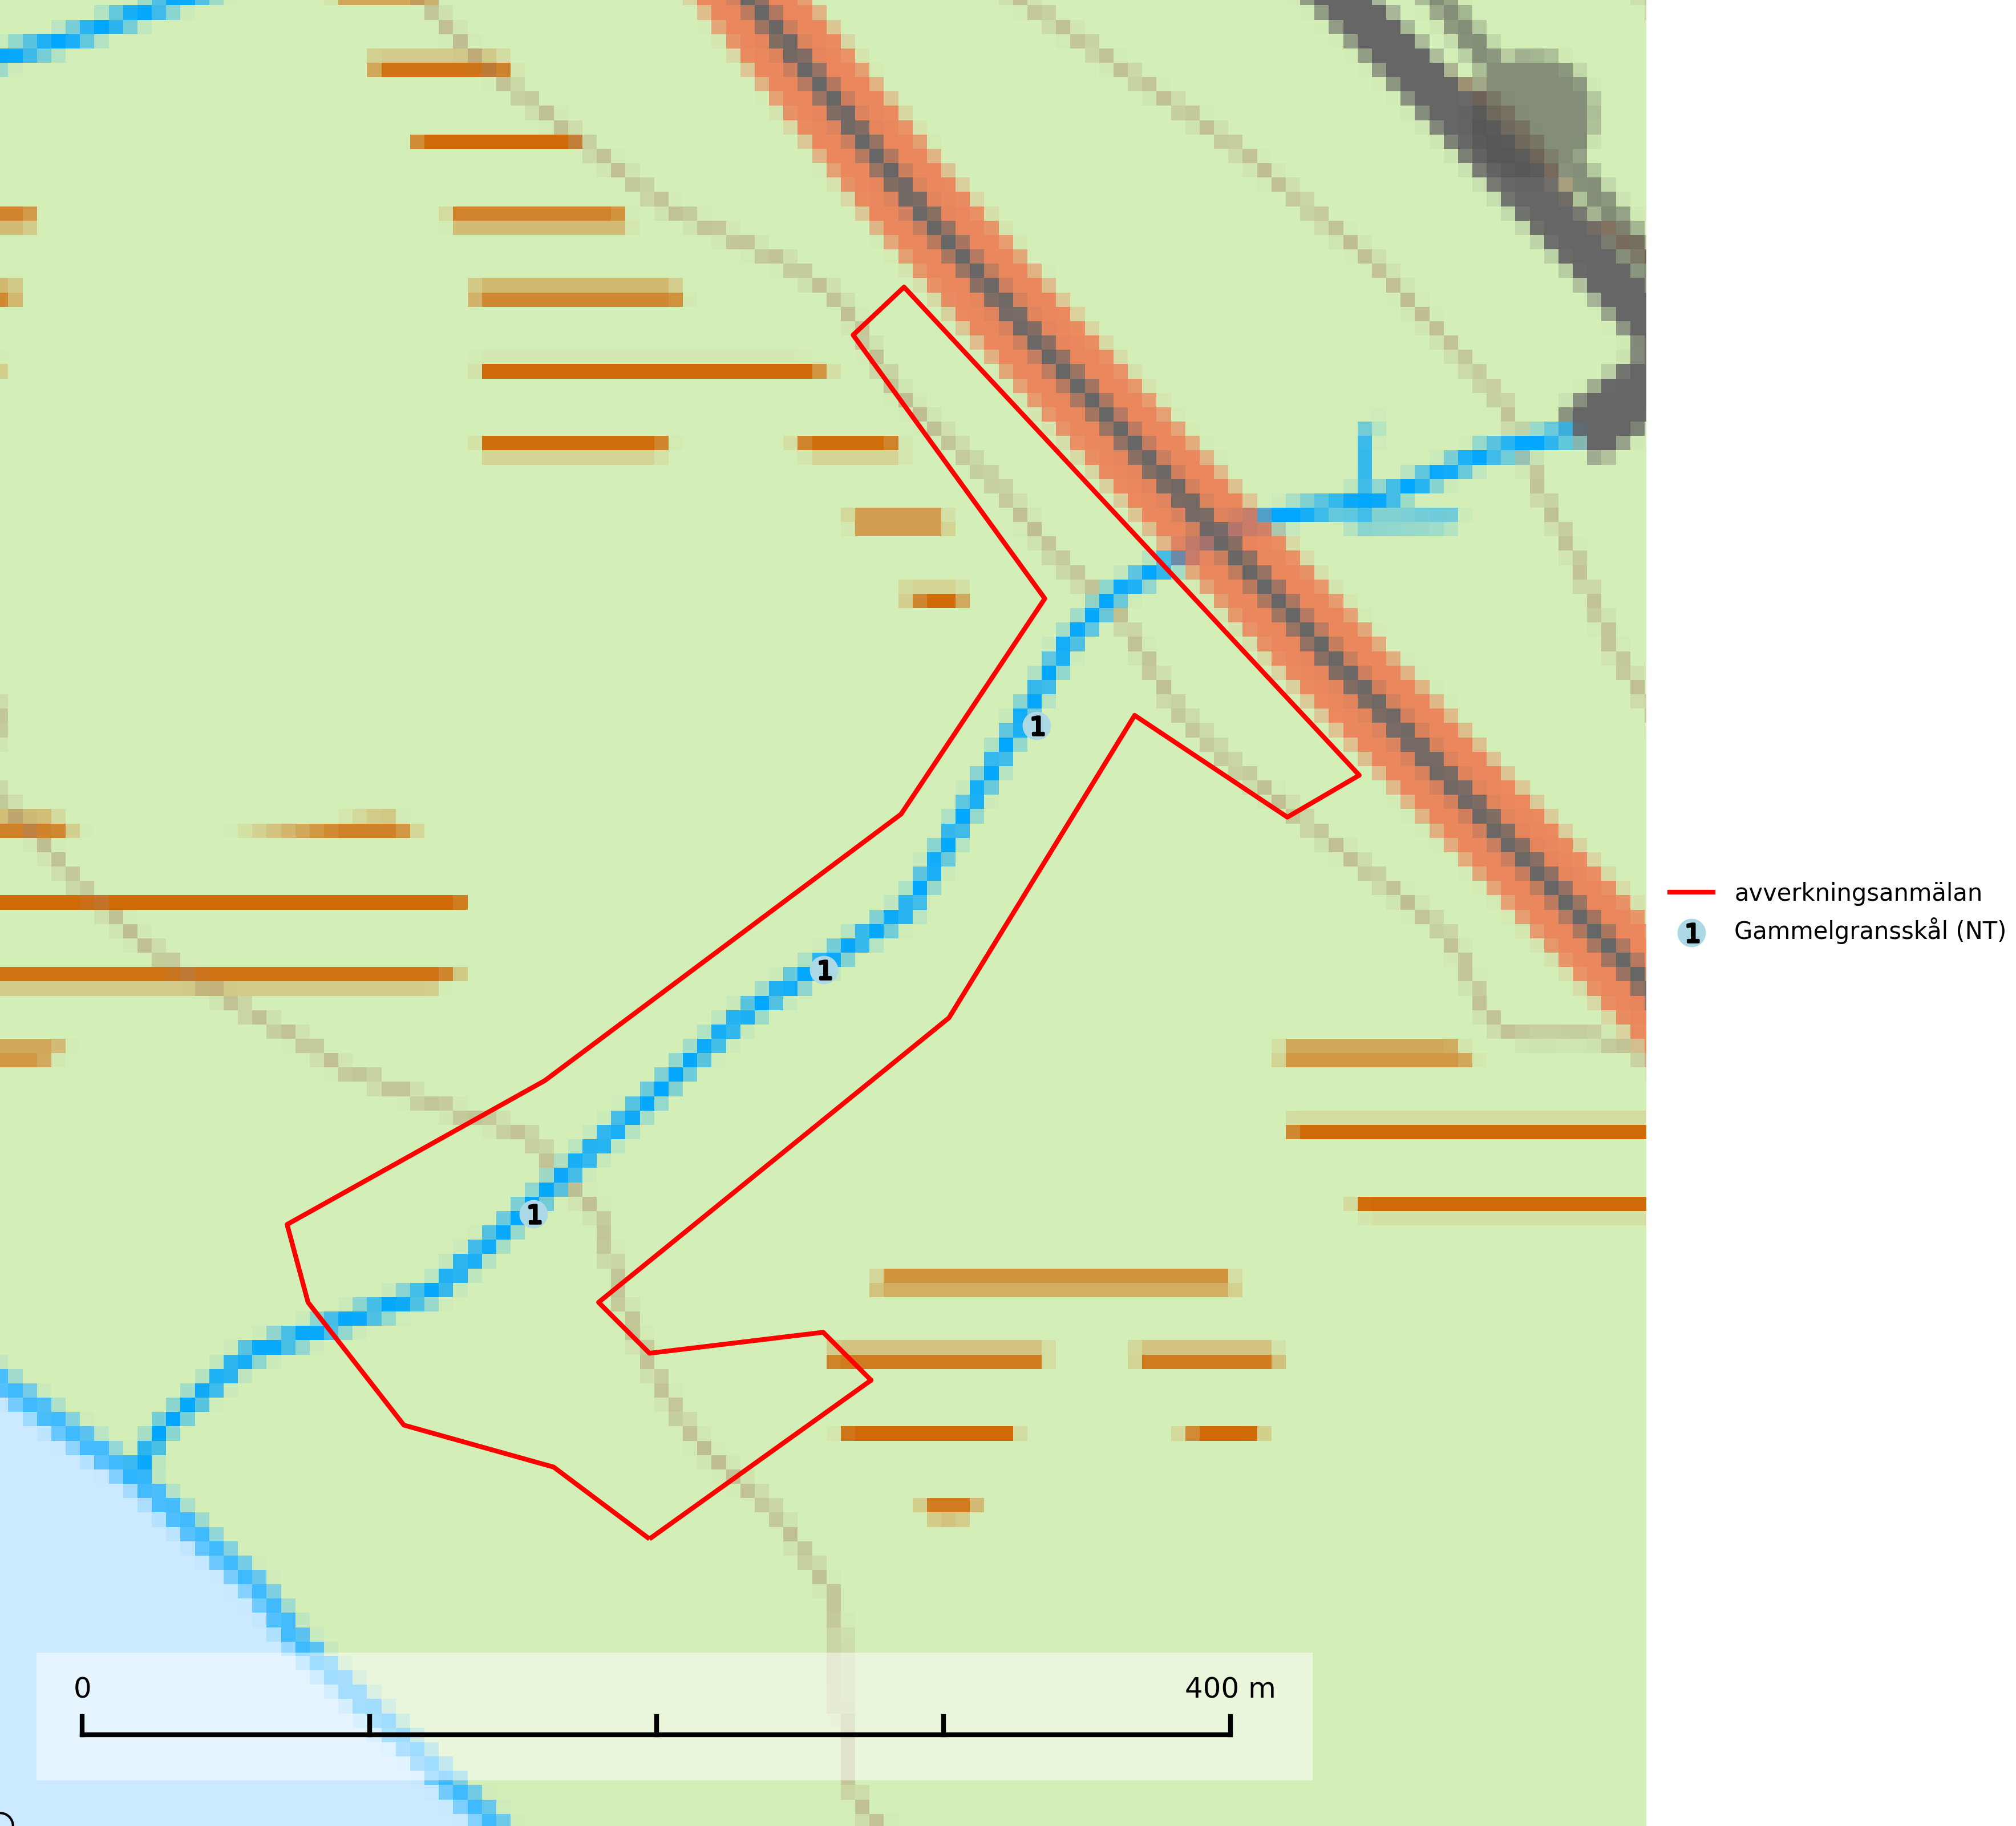 1
1
1
avverkningsanmälan
1 Gammelgransskål (NT)
0 400 m